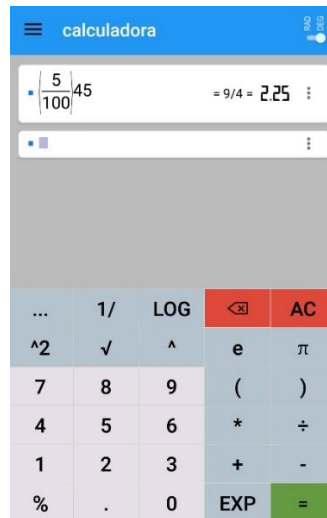 calculadora
RAD
DEG
(5/100)45 = 9/4 = 2.25
... 1/ LOG AC
^2 √ ^ e π
7 8 9 ( )
4 5 6 * ÷
1 2 3 + -
% . 0 EXP =